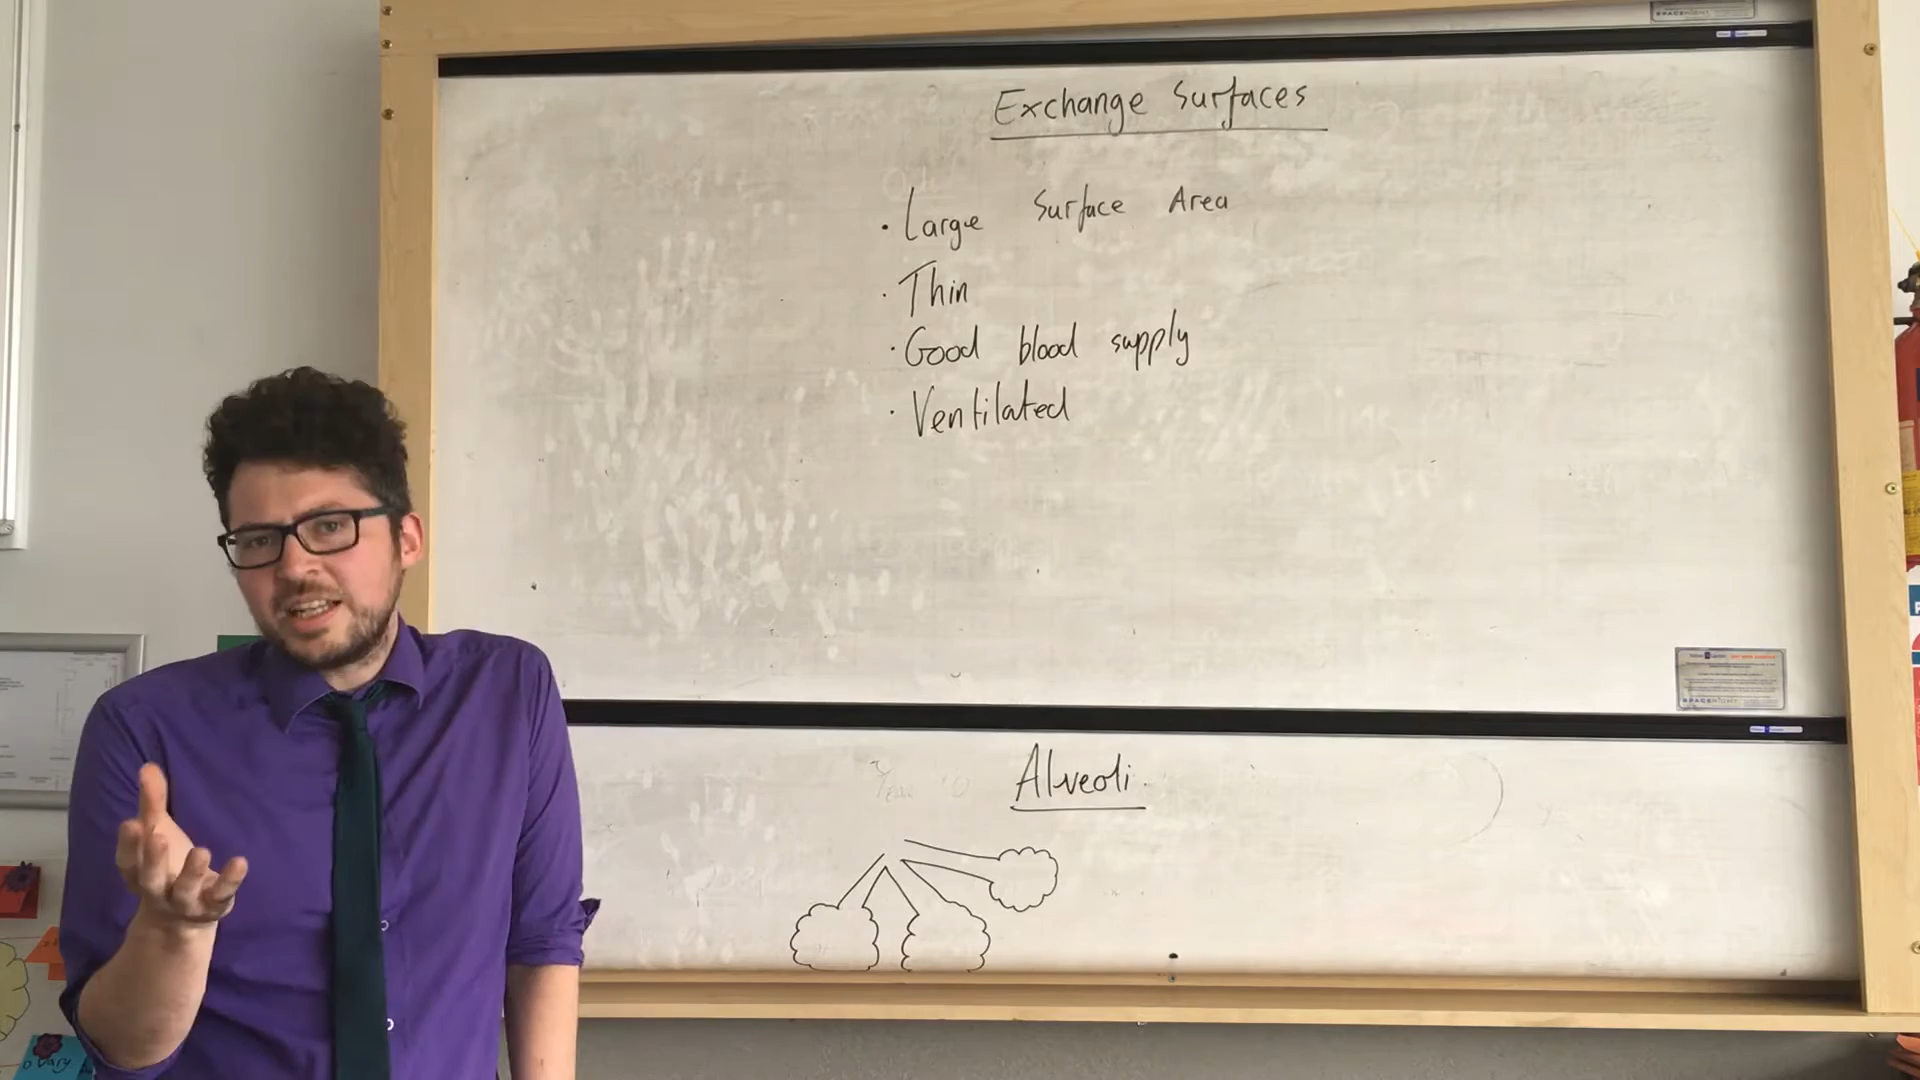 Exchange Surfaces
• Large Surface Area
• Thin
• Good blood supply
• Ventilated
Alveoli